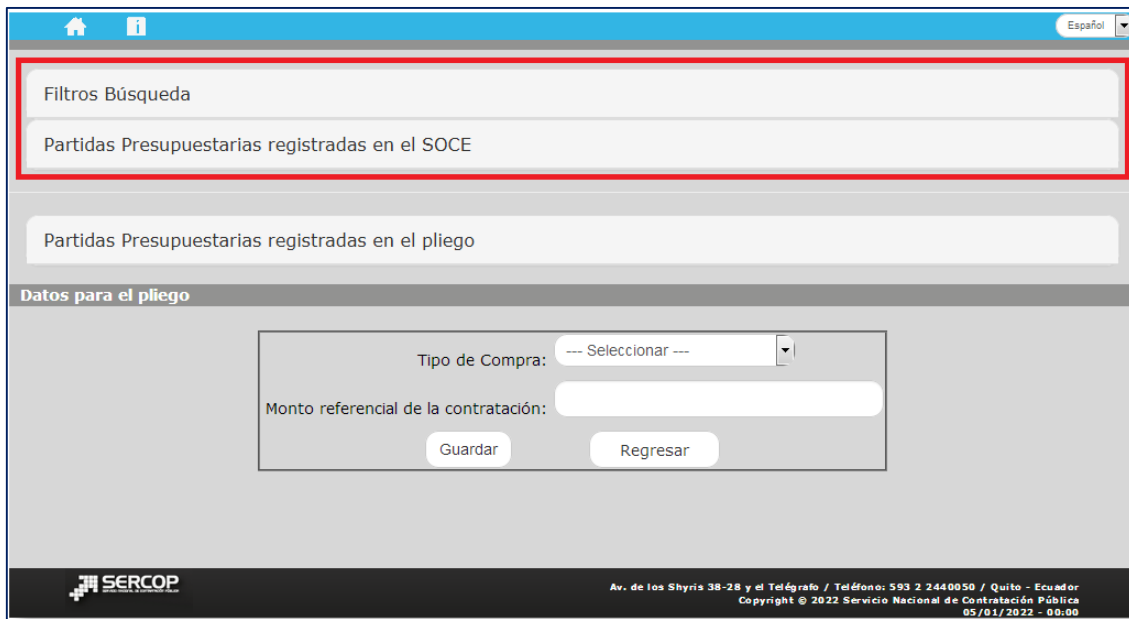 Español
Filtros Búsqueda
Partidas Presupuestarias registradas en el SOCE
Partidas Presupuestarias registradas en el pliego
Datos para el pliego
Tipo de Compra: --- Seleccionar ---
Monto referencial de la contratación:
Guardar Regresar
SERCOP
Av. de los Shyris 38-28 y el Telégrafo / Teléfono: 593 2 2440050 / Quito - Ecuador
Copyright © 2022 Servicio Nacional de Contratación Pública
05/01/2022 - 00:00